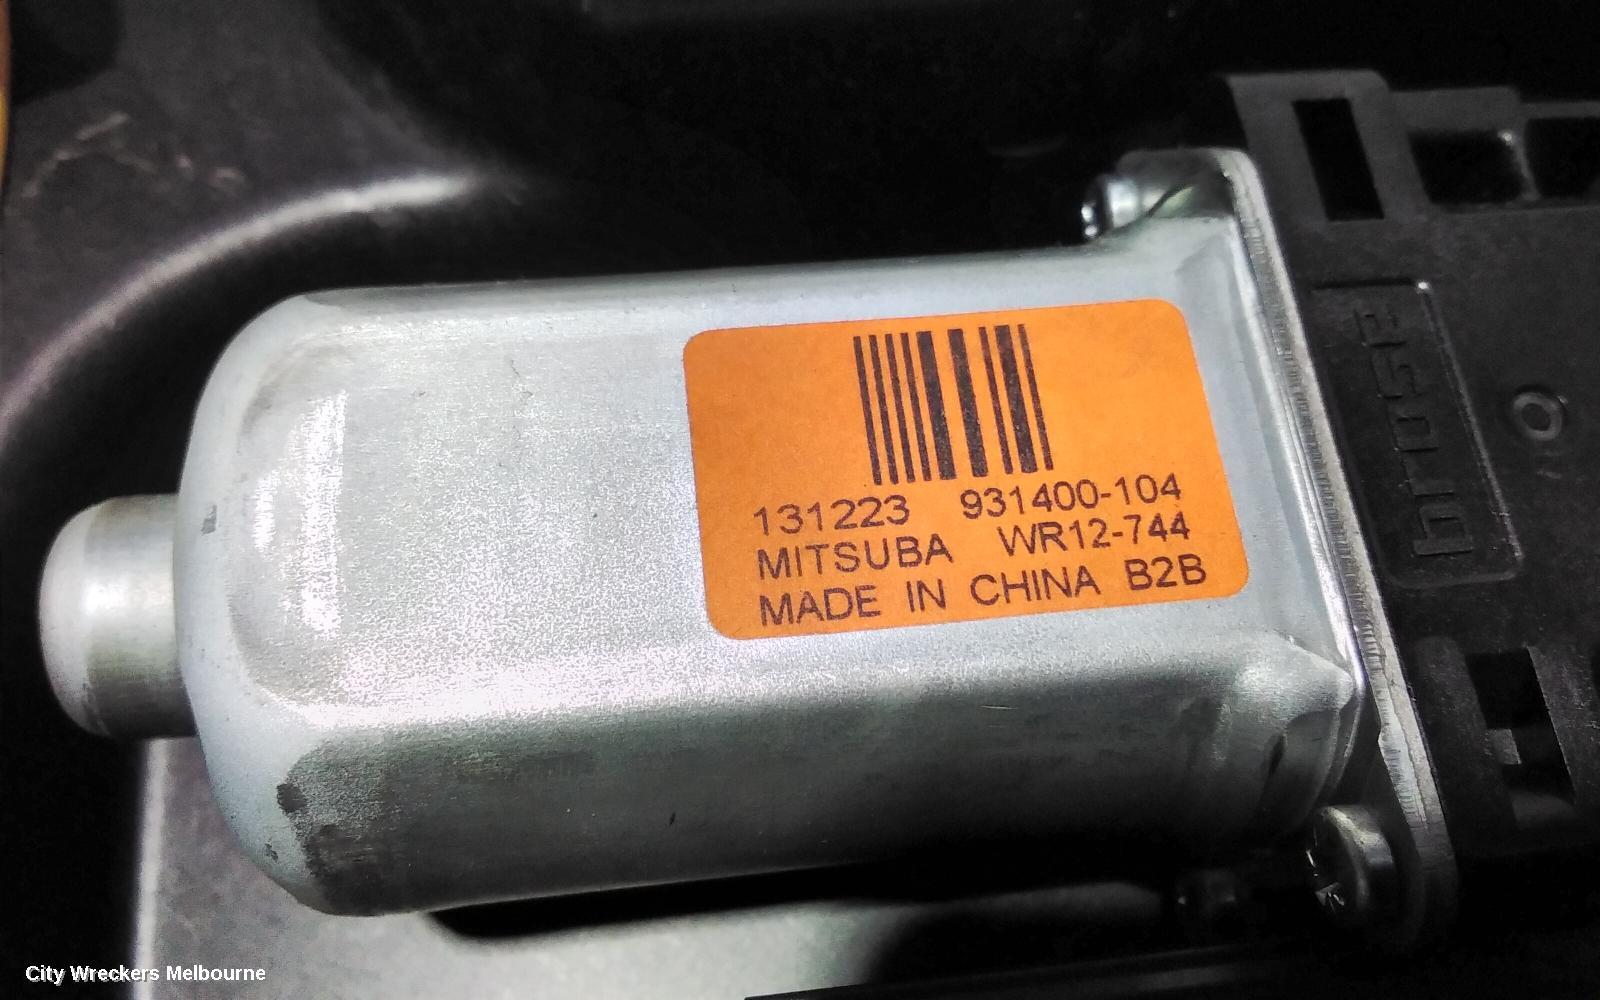 131223 931400-104
MITSUBA WR12-744
MADE IN CHINA B2B
brose
City Wreckers Melbourne